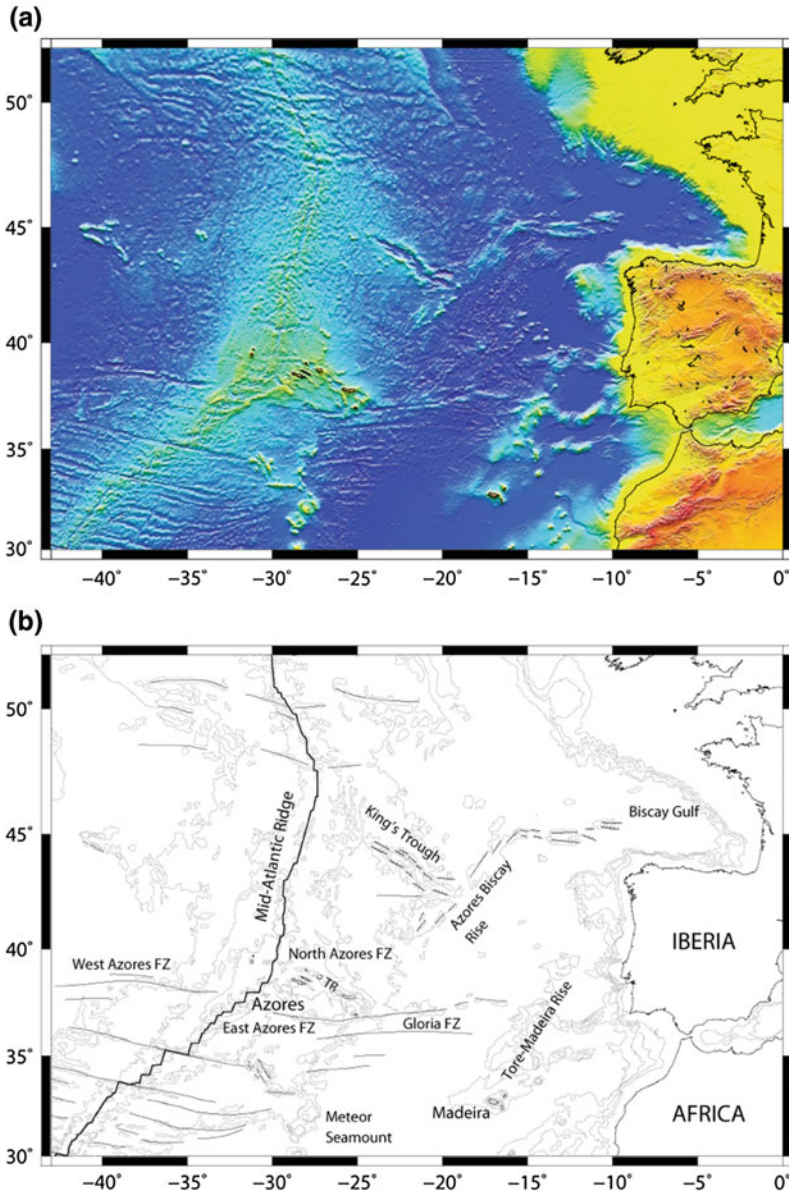 (a)
50°
45°
40°
35°
30°
−40° −35° −30° −25° −20° −15° −10° −5° 0°
(b)
50°
King's Trough
Biscay Gulf
45°
Mid-Atlantic Ridge
Azores Biscay
Rise
40°
IBERIA
North Azores FZ
West Azores FZ
TR
Azores
Tore-Madeira Rise
East Azores FZ
Gloria FZ
35°
Madeira
AFRICA
Meteor
Seamount
30°
−40° −35° −30° −25° −20° −15° −10° −5° 0°